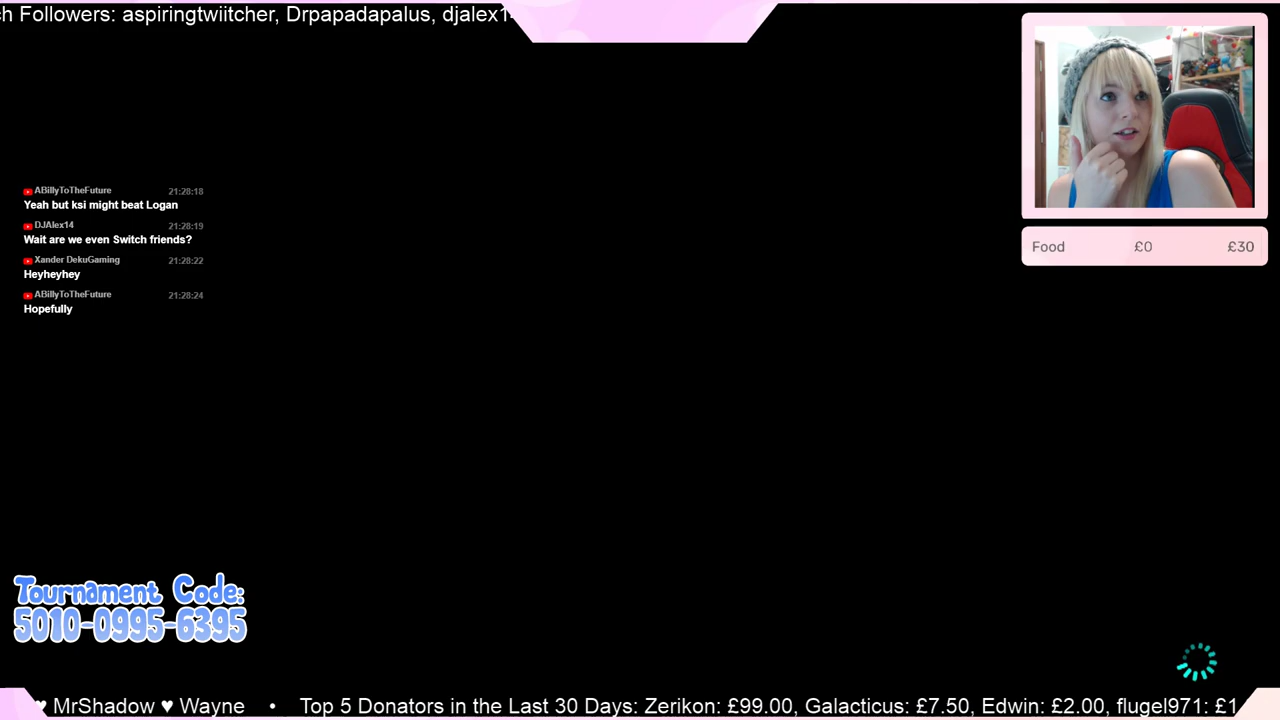 ch Followers: aspiringtwiitcher, Drpapadapalus, djalex14
ABillyToTheFuture 21:28:18
Yeah but ksi might beat Logan
DJAlex14 21:28:19
Wait are we even Switch friends?
Xander DekuGaming 21:28:22
Heyheyhey
ABillyToTheFuture 21:28:24
Hopefully
Food £0 £30
Tournament Code:
5010-0995-6395
♥ MrShadow ♥ Wayne • Top 5 Donators in the Last 30 Days: Zerikon: £99.00, Galacticus: £7.50, Edwin: £2.00, flugel971: £1